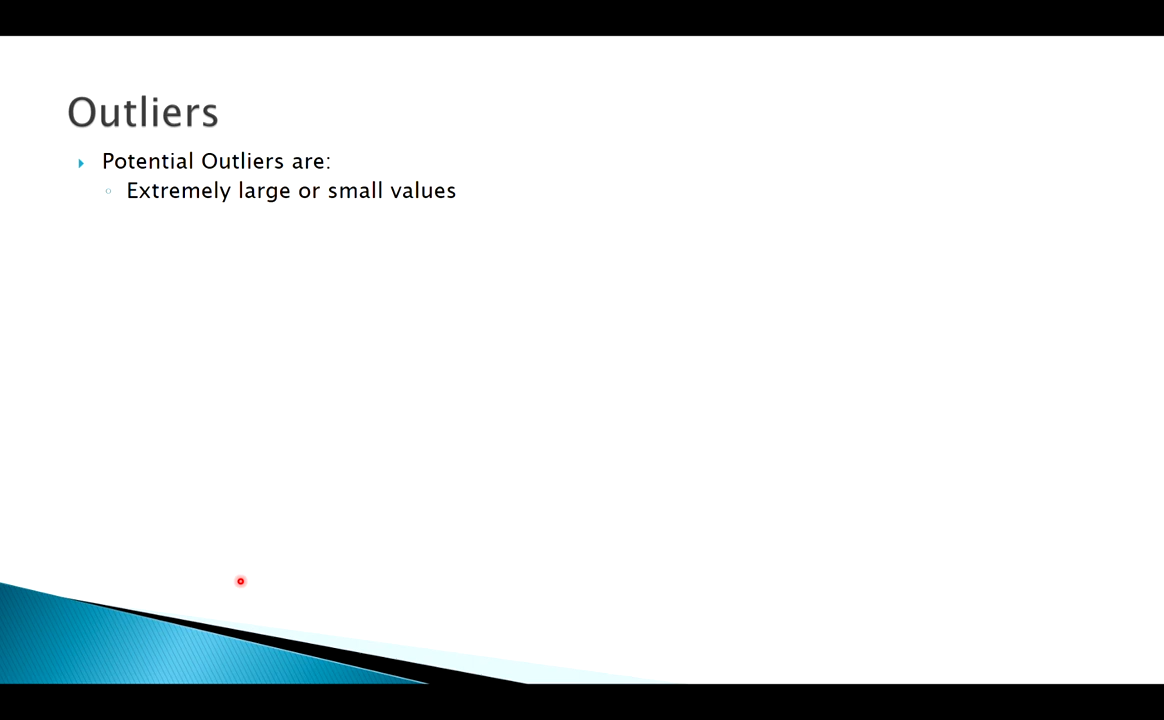 Outliers
Potential Outliers are:
Extremely large or small values